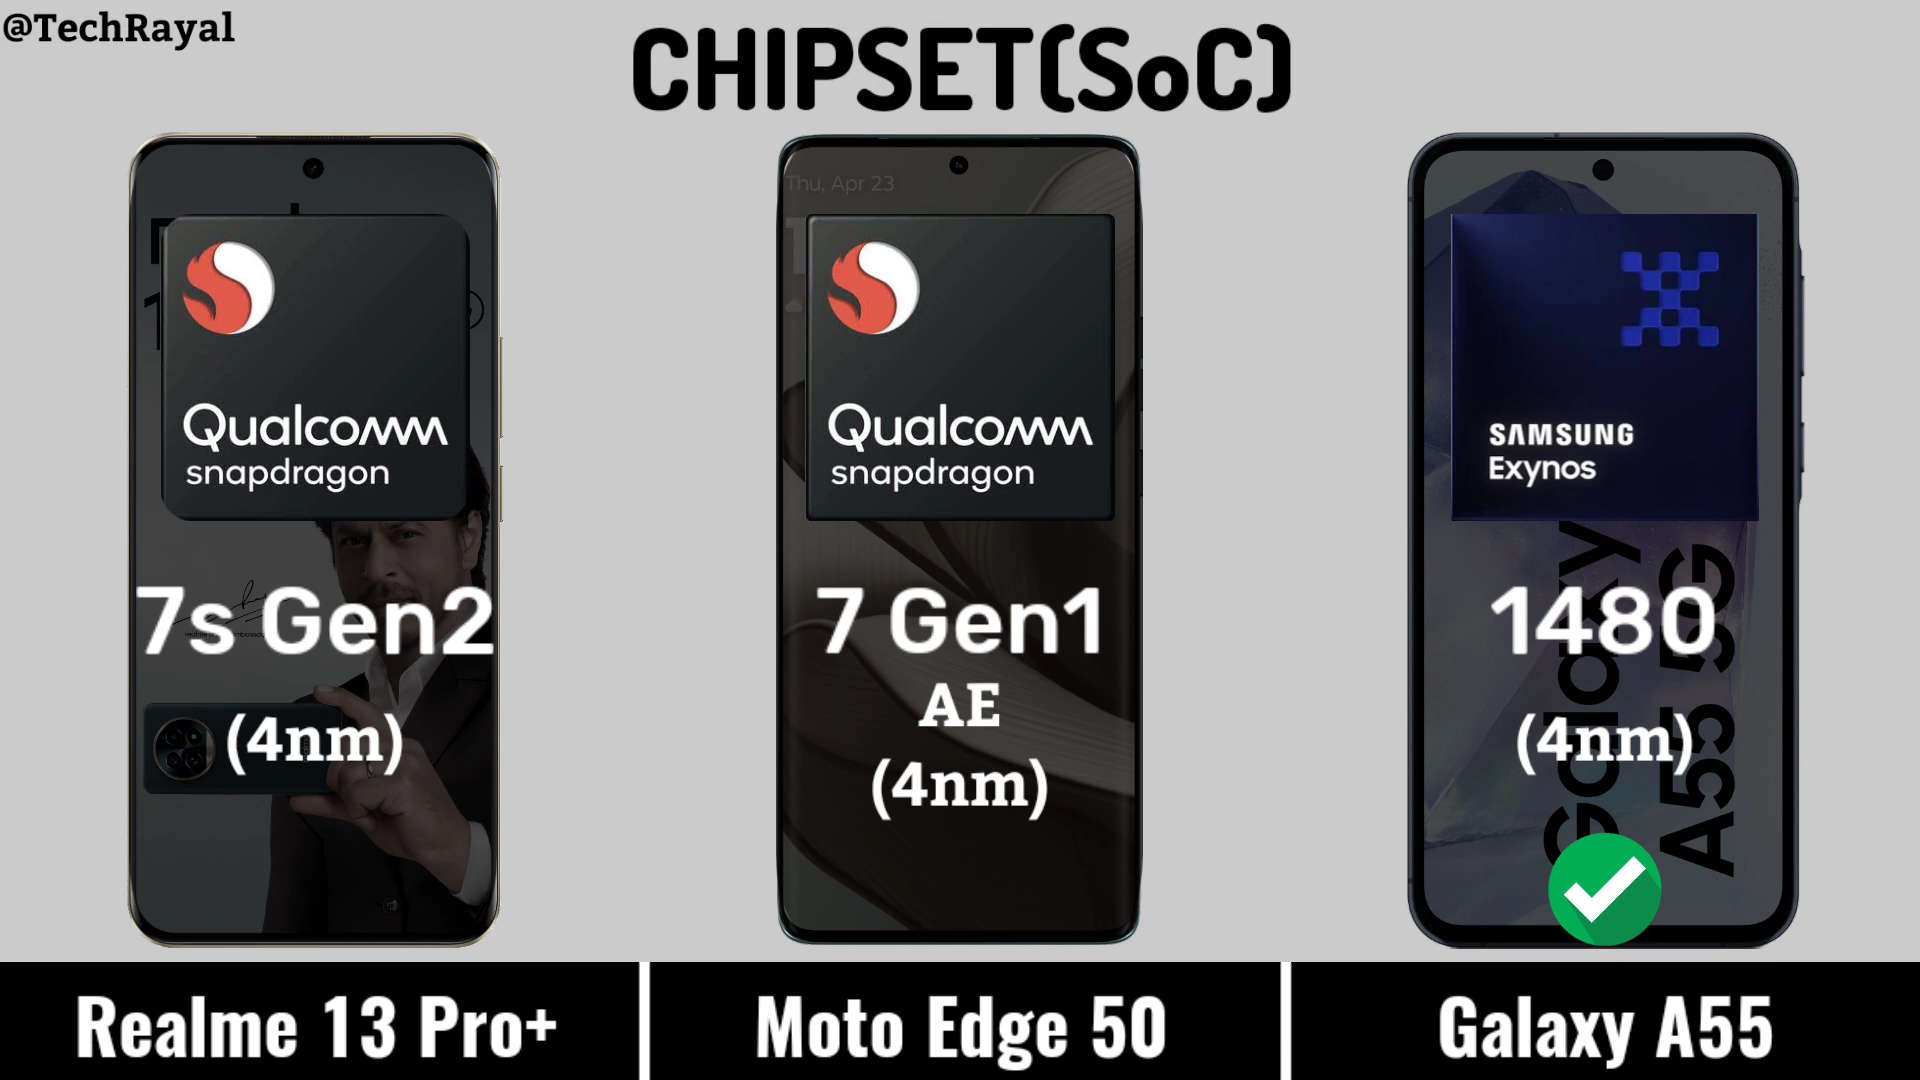 @TechRayal
CHIPSET(SoC)
Qualcomm
snapdragon
7s Gen2
(4nm)
Realme 13 Pro+
Thu, Apr 23
Qualcomm
snapdragon
7 Gen1
AE
(4nm)
Moto Edge 50
SAMSUNG
Exynos
1480
(4nm)
Galaxy
A55 5G
Galaxy A55